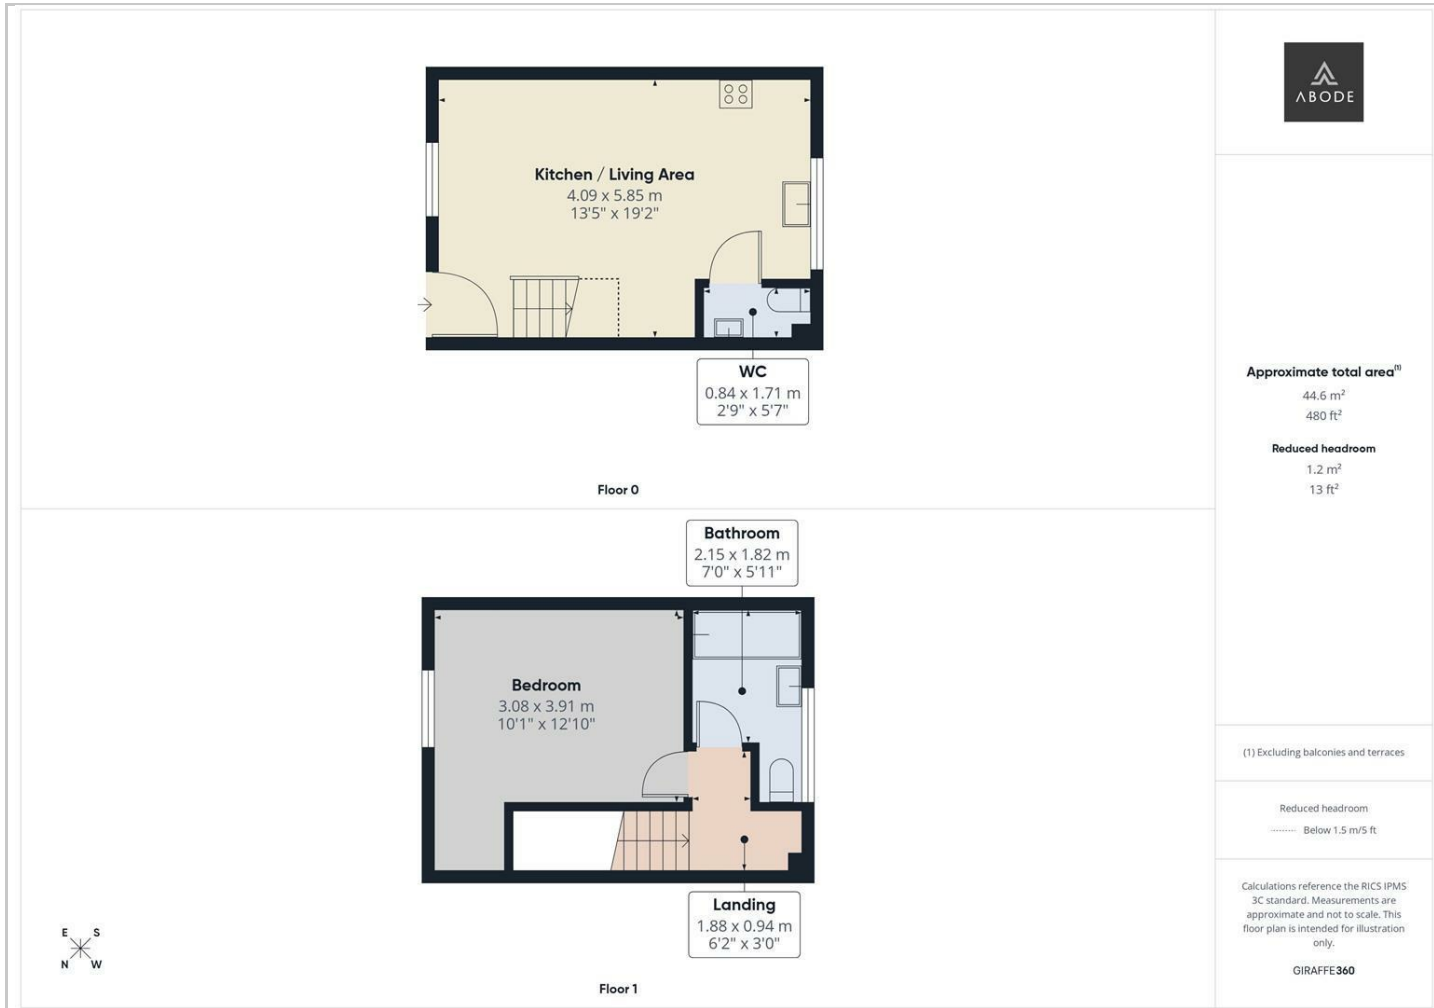 Kitchen / Living Area
4.09 x 5.85 m
13'5" x 19'2"
WC
0.84 x 1.71 m
2'9" x 5'7"
Floor 0
Bathroom
2.15 x 1.82 m
7'0" x 5'11"
Bedroom
3.08 x 3.91 m
10'1" x 12'10"
Landing
1.88 x 0.94 m
6'2" x 3'0"
E S
N W
Floor 1
ABODE
Approximate total area(1)
44.6 m²
480 ft²
Reduced headroom
1.2 m²
13 ft²
(1) Excluding balconies and terraces
Reduced headroom
Below 1.5 m/5 ft
Calculations reference the RICS IPMS
3C standard. Measurements are
approximate and not to scale. This
floor plan is intended for illustration
only.
GIRAFFE360